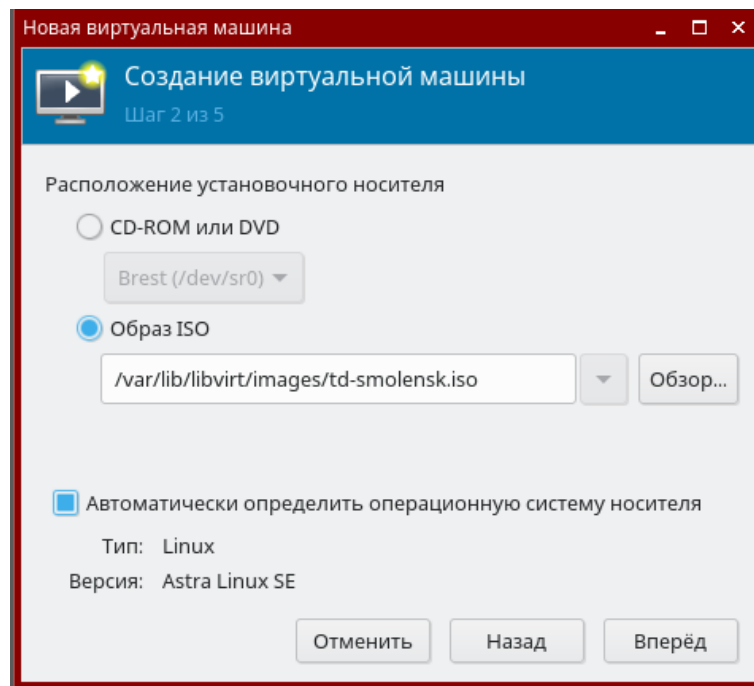 Новая виртуальная машина
Создание виртуальной машины
Шаг 2 из 5
Расположение установочного носителя
CD-ROM или DVD
Brest (/dev/sr0)
Образ ISO
/var/lib/libvirt/images/td-smolensk.iso Обзор...
Автоматически определить операционную систему носителя
Тип: Linux
Версия: Astra Linux SE
Отменить Назад Вперёд